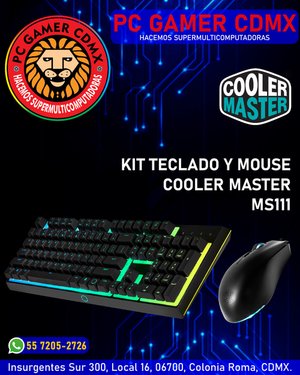 PC GAMER CDMX
HACEMOS SUPERMULTICOMPUTADORAS
PC GAMER CDMX
HACEMOS SUPERMULTICOMPUTADORAS
COOLER
MASTER
KIT TECLADO Y MOUSE
COOLER MASTER
MS111
55 7205-2726
Insurgentes Sur 300, Local 16, 06700, Colonia Roma, CDMX.